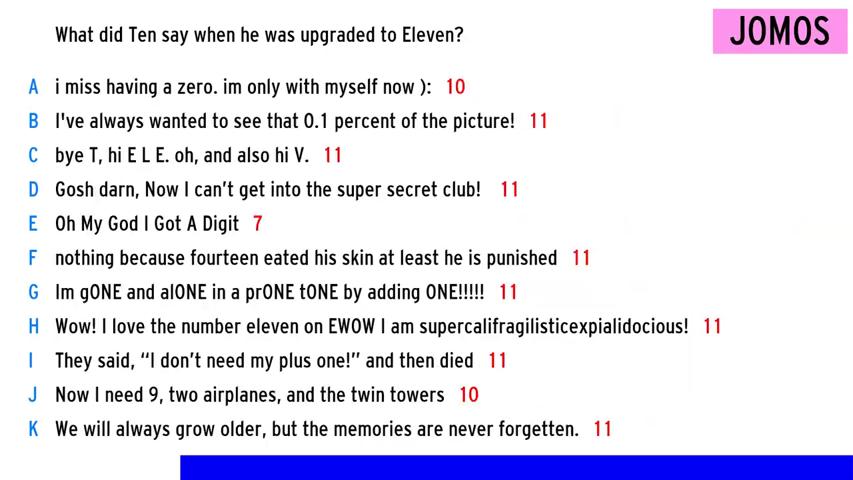 What did Ten say when he was upgraded to Eleven?
JOMOS
A i miss having a zero. im only with myself now ): 10
B I've always wanted to see that 0.1 percent of the picture! 11
C bye T, hi E L E. oh, and also hi V. 11
D Gosh darn, Now I can't get into the super secret club! 11
E Oh My God I Got A Digit 7
F nothing because fourteen eated his skin at least he is punished 11
G Im gONE and alONE in a prONE tONE by adding ONE!!!!! 11
H Wow! I love the number eleven on EWOW I am supercalifragilisticexpialidocious! 11
I They said, “I don't need my plus one!” and then died 11
J Now I need 9, two airplanes, and the twin towers 10
K We will always grow older, but the memories are never forgetten. 11